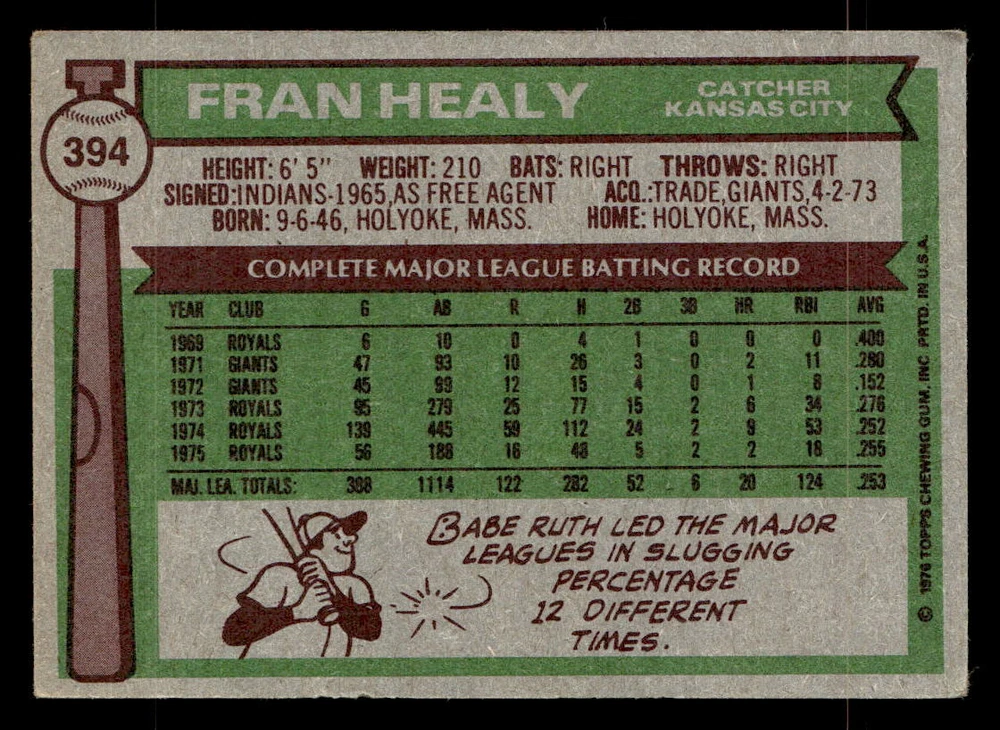 T
394
FRAN HEALY
CATCHER
KANSAS CITY
HEIGHT: 6' 5" WEIGHT: 210 BATS: RIGHT THROWS: RIGHT
SIGNED: INDIANS-1965, AS FREE AGENT ACQ.: TRADE, GIANTS, 4-2-73
BORN: 9-6-46, HOLYOKE, MASS. HOME: HOLYOKE, MASS.
COMPLETE MAJOR LEAGUE BATTING RECORD
YEAR CLUB G AB R H 2B 3B HR RBI AVG
1969 ROYALS 6 10 0 4 1 0 0 0 .400
1971 GIANTS 47 93 10 26 3 0 2 11 .280
1972 GIANTS 45 99 12 15 4 0 1 8 .152
1973 ROYALS 95 279 25 77 15 2 6 34 .276
1974 ROYALS 139 445 59 112 24 2 9 53 .252
1975 ROYALS 56 188 16 48 5 2 2 18 .255
MAJ. LEA. TOTALS: 388 1114 122 282 52 6 20 124 .253
BABE RUTH LED THE MAJOR
LEAGUES IN SLUGGING
PERCENTAGE
12 DIFFERENT
TIMES.
© 1976 TOPPS CHEWING GUM, INC PRTD. IN U.S.A.